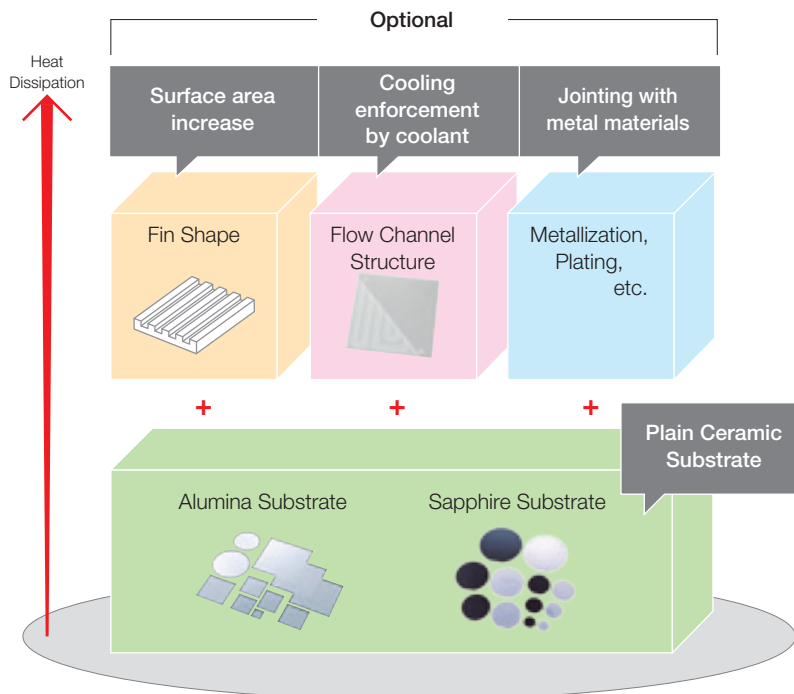 Optional
Heat
Dissipation
Surface area
increase
Cooling
enforcement
by coolant
Jointing with
metal materials
Fin Shape
Flow Channel
Structure
Metallization,
Plating,
etc.
+
+
+
Plain Ceramic
Substrate
Alumina Substrate
Sapphire Substrate